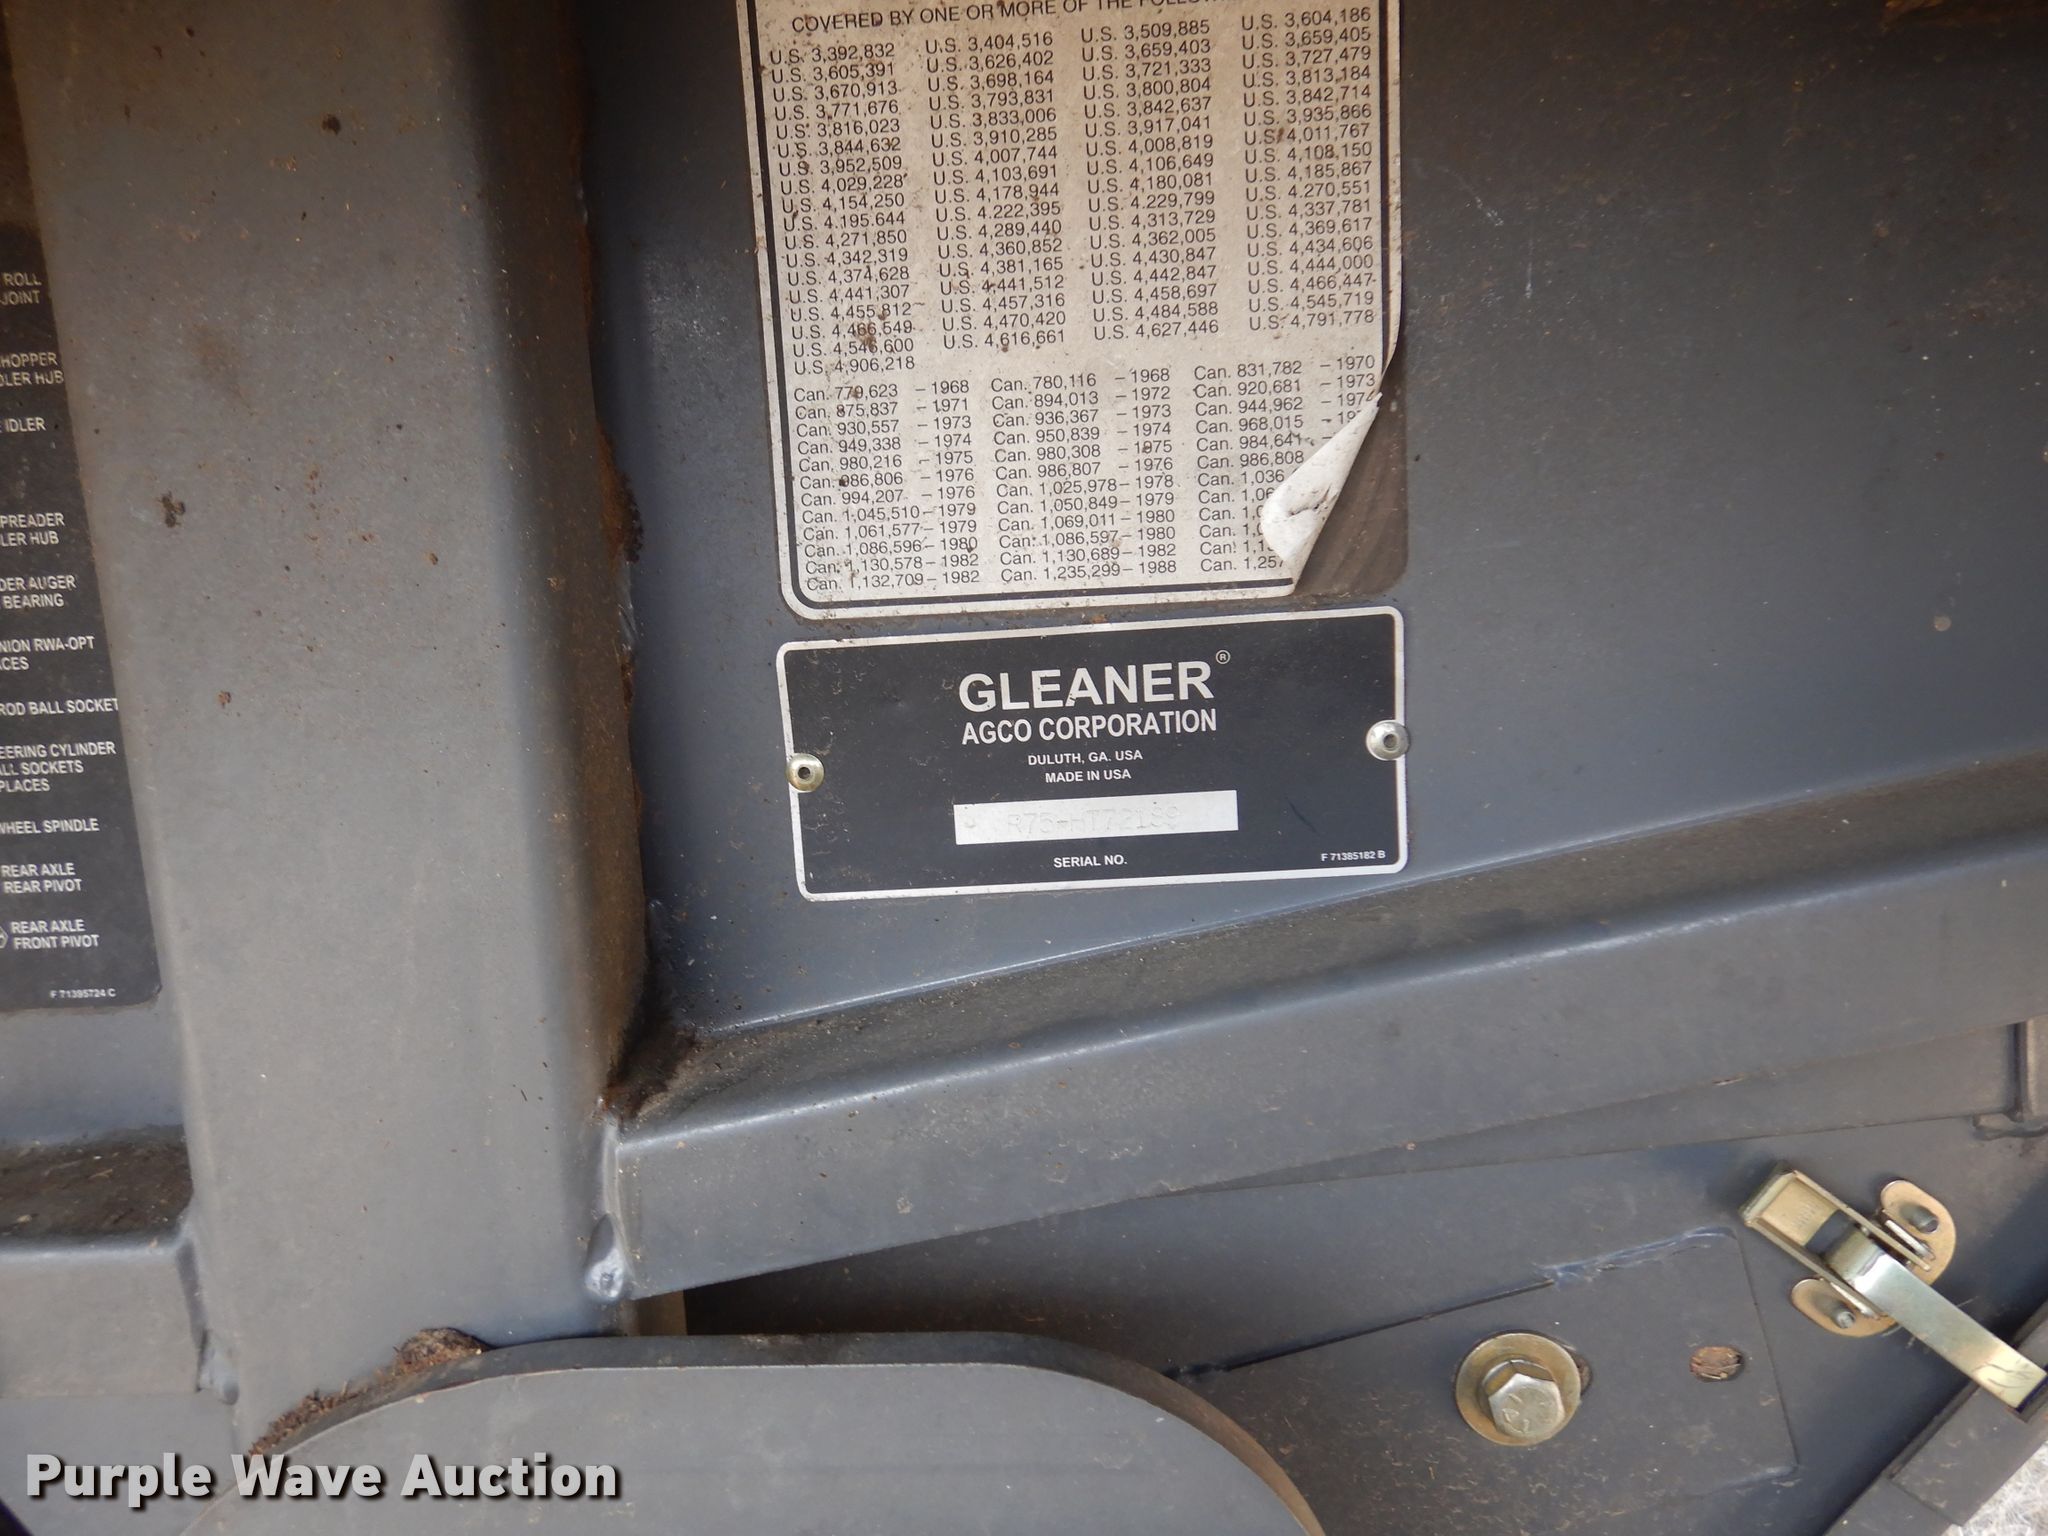 COVERED BY ONE OR MORE OF THE
U.S. 3,392,832 U.S. 3,404,516 U.S. 3,509,885 U.S. 3,604,186
U.S. 3,605,391 U.S. 3,626,402 U.S. 3,659,403 U.S. 3,659,405
U.S. 3,670,913 U.S. 3,698,164 U.S. 3,721,333 U.S. 3,727,479
U.S. 3,771,676 U.S. 3,793,831 U.S. 3,800,804 U.S. 3,813,184
U.S. 3,816,023 U.S. 3,833,006 U.S. 3,842,637 U.S. 3,842,714
U.S. 3,844,632 U.S. 3,910,285 U.S. 3,917,041 U.S. 3,935,866
U.S. 3,952,509 U.S. 4,007,744 U.S. 4,008,819 U.S. 4,011,767
U.S. 4,029,228 U.S. 4,103,691 U.S. 4,106,649 U.S. 4,108,150
U.S. 4,154,250 U.S. 4,178,944 U.S. 4,180,081 U.S. 4,185,867
U.S. 4,195,644 U.S. 4,222,395 U.S. 4,229,799 U.S. 4,270,551
U.S. 4,271,850 U.S. 4,289,440 U.S. 4,313,729 U.S. 4,337,781
U.S. 4,342,319 U.S. 4,360,852 U.S. 4,362,005 U.S. 4,369,617
U.S. 4,374,628 U.S. 4,381,165 U.S. 4,430,847 U.S. 4,434,606
U.S. 4,441,307 U.S. 4,441,512 U.S. 4,442,847 U.S. 4,444,000
U.S. 4,455,812 U.S. 4,457,316 U.S. 4,458,697 U.S. 4,466,447
U.S. 4,466,549 U.S. 4,470,420 U.S. 4,484,588 U.S. 4,545,719
U.S. 4,546,600 U.S. 4,616,661 U.S. 4,627,446 U.S. 4,791,778
U.S. 4,906,218
Can. 779,623 – 1968 Can. 780,116 – 1968 Can. 831,782 – 1970
Can. 875,837 – 1971 Can. 894,013 – 1972 Can. 920,681 – 1973
Can. 930,557 – 1973 Can. 936,367 – 1973 Can. 944,962 – 1974
Can. 949,338 – 1974 Can. 950,839 – 1974 Can. 968,015 –
Can. 980,216 – 1975 Can. 980,308 – 1975 Can. 984,641 –
Can. 986,806 – 1976 Can. 986,807 – 1976 Can. 986,808
Can. 994,207 – 1976 Can. 1,025,978 – 1978 Can. 1,036
Can. 1,045,510 – 1979 Can. 1,050,849 – 1979 Can.
Can. 1,061,577 – 1979 Can. 1,069,011 – 1980 Can.
Can. 1,086,596 – 1980 Can. 1,086,597 – 1980 Can.
Can. 1,130,578 – 1982 Can. 1,130,689 – 1982 Can.
Can. 1,132,709 – 1982 Can. 1,235,299 – 1988 Can. 1,257
GLEANER®
AGCO CORPORATION
DULUTH, GA. USA
MADE IN USA
SERIAL NO.
F 71385182 B
ROLL
JOINT
HOPPER
DLER HUB
IDLER
PREADER
LER HUB
DER AUGER
BEARING
NION RWA-OPT
ACES
ROD BALL SOCKET
EERING CYLINDER
ALL SOCKETS
PLACES
WHEEL SPINDLE
REAR AXLE
REAR PIVOT
REAR AXLE
FRONT PIVOT
F 71395724 C
Purple Wave Auction